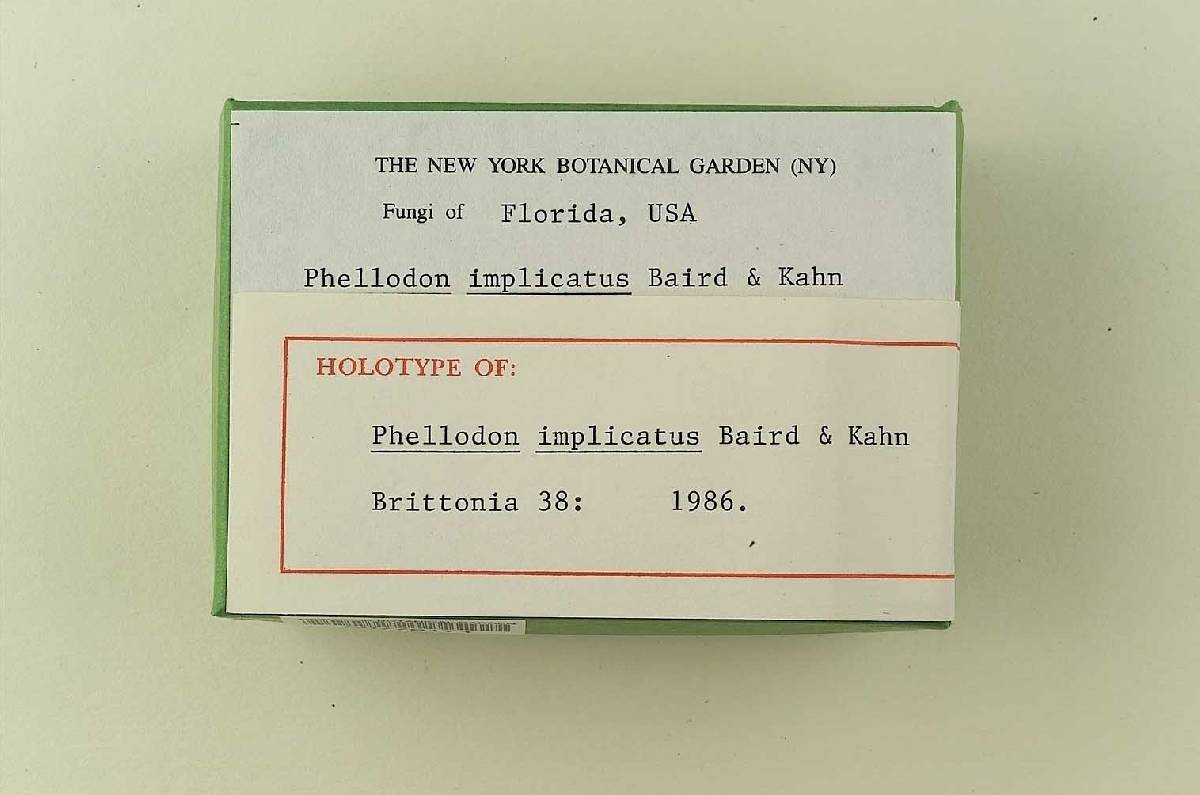 THE NEW YORK BOTANICAL GARDEN (NY)
Fungi of Florida, USA
Phellodon implicatus Baird & Kahn
HOLOTYPE OF:
Phellodon implicatus Baird & Kahn
Brittonia 38: 1986.